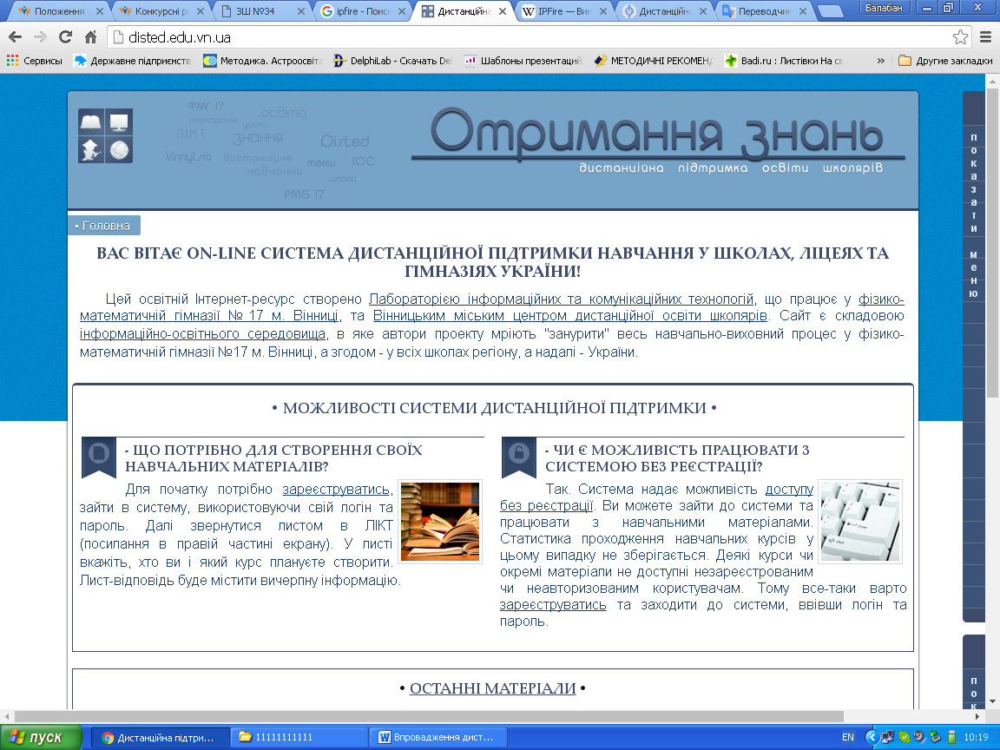 Положення
Конкурсні р
ЗШ №34
ipfire - Поис
Дистанційна
IPFire — Вик
Дистанційна
Переводчик
Балабан
disted.edu.vn.ua
Сервисы
Державне підприємств
Методика. Астроосвіта
DelphiLab - Скачать Del
Шаблоны презентаций
МЕТОДИЧНІ РЕКОМЕНД
Badi.ru : Листівки На св
»
Другие закладки
ФМГ 17
освіта
електронні
уроки
ЛІКТ
Знання
Disted
Vinnytsia
дистанційне
теми
ІОС
навчання
школа
PMG 17
Отримання знань
дистанційна підтримка освіти школярів
показати меню
• Головна
ВАС ВІТАЄ ON-LINE СИСТЕМА ДИСТАНЦІЙНОЇ ПІДТРИМКИ НАВЧАННЯ У ШКОЛАХ, ЛІЦЕЯХ ТА
ГІМНАЗІЯХ УКРАЇНИ!
Цей освітній Інтернет-ресурс створено Лабораторією інформаційних та комунікаційних технологій, що працює у фізико-
математичній гімназії № 17 м. Вінниці, та Вінницьким міським центром дистанційної освіти школярів. Сайт є складовою
інформаційно-освітнього середовища, в яке автори проекту мріють "занурити" весь навчально-виховний процес у фізико-
математичній гімназії №17 м. Вінниці, а згодом - у всіх школах регіону, а надалі - України.
• МОЖЛИВОСТІ СИСТЕМИ ДИСТАНЦІЙНОЇ ПІДТРИМКИ •
- ЩО ПОТРІБНО ДЛЯ СТВОРЕННЯ СВОЇХ
НАВЧАЛЬНИХ МАТЕРІАЛІВ?
Для початку потрібно зареєструватись,
зайти в систему, використовуючи свій логін та
пароль. Далі звернутися листом в ЛІКТ
(посилання в правій частині екрану). У листі
вкажіть, хто ви і який курс плануєте створити.
Лист-відповідь буде містити вичерпну інформацію.
- ЧИ Є МОЖЛИВІСТЬ ПРАЦЮВАТИ З
СИСТЕМОЮ БЕЗ РЕЄСТРАЦІЇ?
Так. Система надає можливість доступу
без реєстрації. Ви можете зайти до системи та
працювати з навчальними матеріалами.
Статистика проходження навчальних курсів у
цьому випадку не зберігається. Деякі курси чи
окремі матеріали не доступні незареєстрованим
чи неавторизованим користувачам. Тому все-таки варто
зареєструватись та заходити до системи, ввівши логін та
пароль.
• ОСТАННІ МАТЕРІАЛИ •
пок
пуск
Дистанційна підтри...
11111111111
Впровадження дист...
EN
10:19